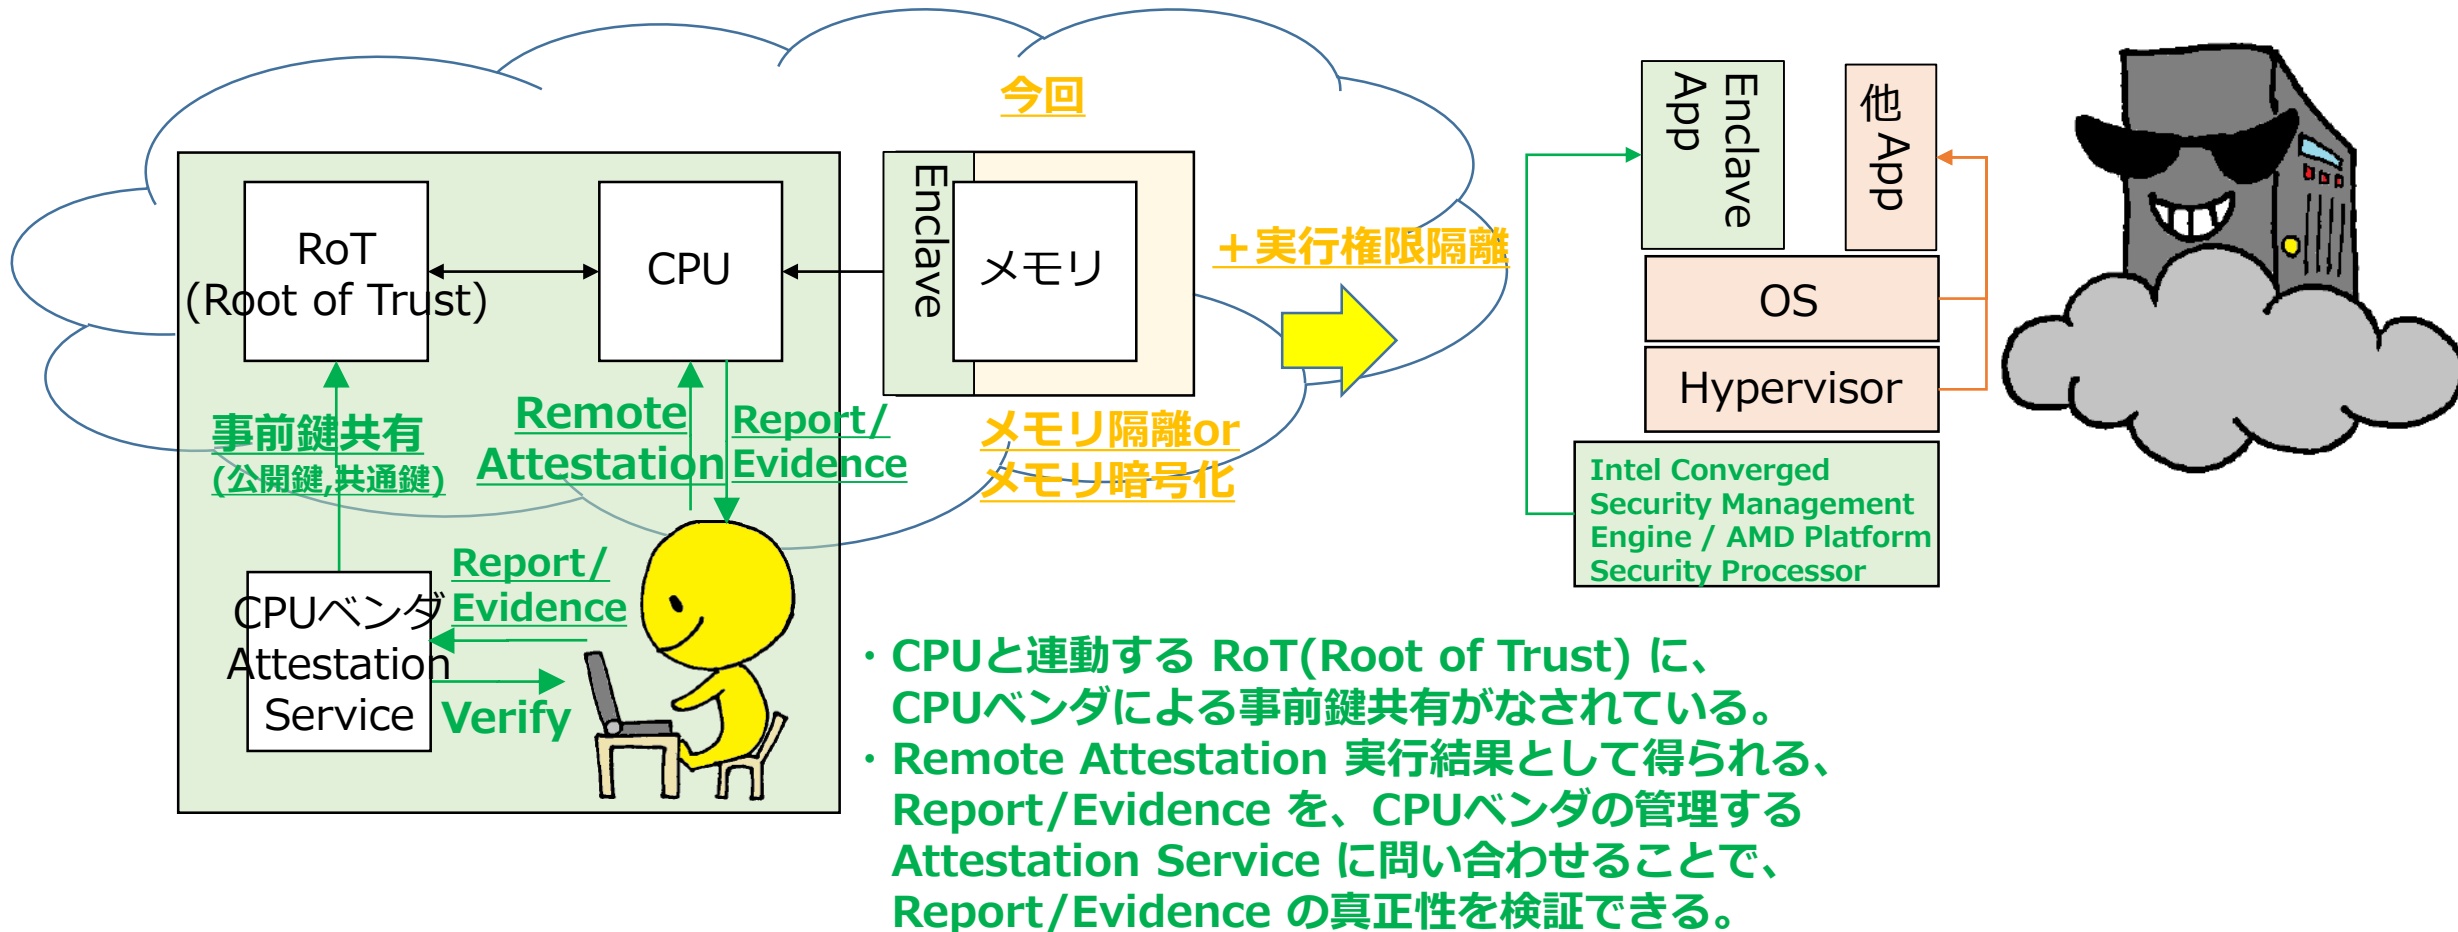 今回
RoT
(Root of Trust)
CPU
Enclave
メモリ
+実行権限隔離
事前鍵共有
(公開鍵,共通鍵)
Remote
Attestation
Report/
Evidence
メモリ隔離or
メモリ暗号化
CPUベンダ
Attestation
Service
Report/
Evidence
Verify
Enclave
App
他 App
OS
Hypervisor
Intel Converged
Security Management
Engine / AMD Platform
Security Processor
・CPUと連動する RoT(Root of Trust) に、
CPUベンダによる事前鍵共有がなされている。
・Remote Attestation 実行結果として得られる、
Report/Evidence を、CPUベンダの管理する
Attestation Service に問い合わせることで、
Report/Evidence の真正性を検証できる。